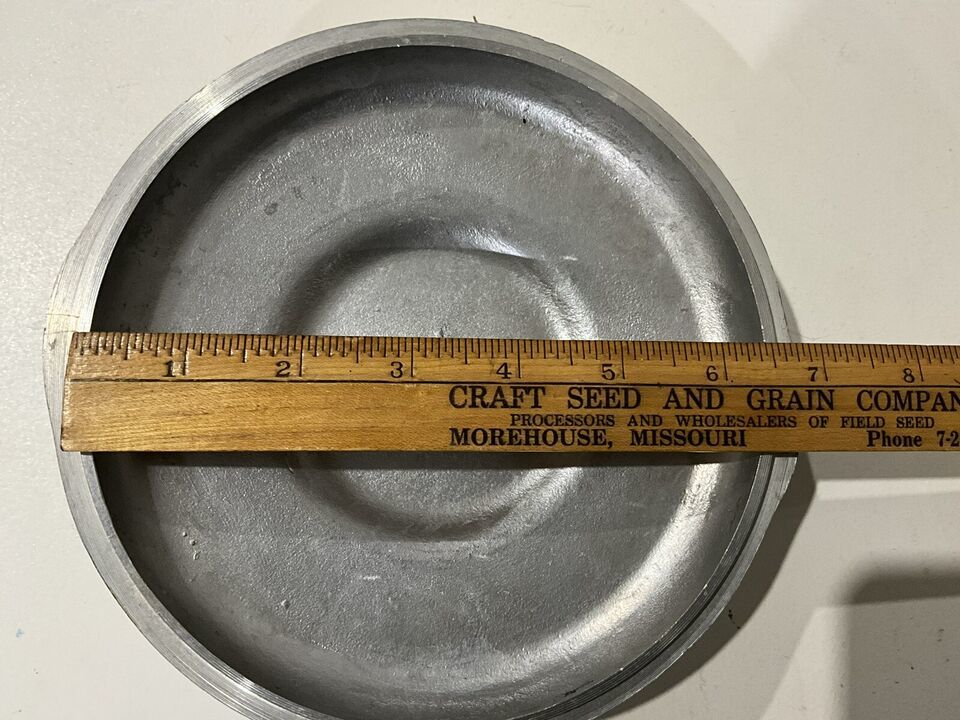 1 2 3 4 5 6 7 8
CRAFT SEED AND GRAIN COMPAN
PROCESSORS AND WHOLESALERS OF FIELD SEED
MOREHOUSE, MISSOURI Phone 7-2